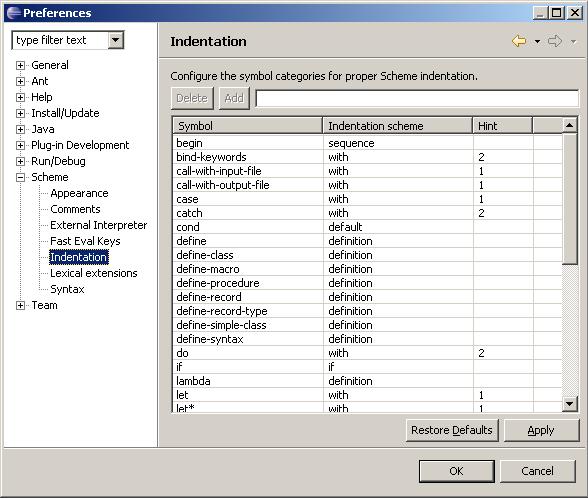 Preferences
type filter text
General
Ant
Help
Install/Update
Java
Plug-in Development
Run/Debug
Scheme
Appearance
Comments
External Interpreter
Fast Eval Keys
Indentation
Lexical extensions
Syntax
Team
Indentation
Configure the symbol categories for proper Scheme indentation.
Delete Add
Symbol Indentation scheme Hint
begin sequence
bind-keywords with 2
call-with-input-file with 1
call-with-output-file with 1
case with 1
catch with 2
cond default
define definition
define-class definition
define-macro definition
define-procedure definition
define-record definition
define-record-type definition
define-simple-class definition
define-syntax definition
do with 2
if if
lambda definition
let with 1
let* with 1
Restore Defaults Apply
OK Cancel